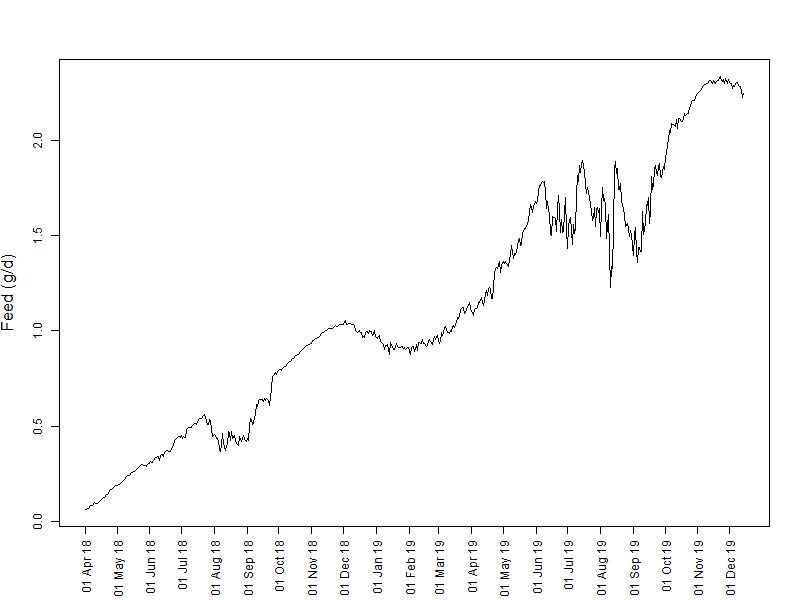 Feed (g/d)
2.0
1.5
1.0
0.5
0.0
01 Apr 18
01 May 18
01 Jun 18
01 Jul 18
01 Aug 18
01 Sep 18
01 Oct 18
01 Nov 18
01 Dec 18
01 Jan 19
01 Feb 19
01 Mar 19
01 Apr 19
01 May 19
01 Jun 19
01 Jul 19
01 Aug 19
01 Sep 19
01 Oct 19
01 Nov 19
01 Dec 19